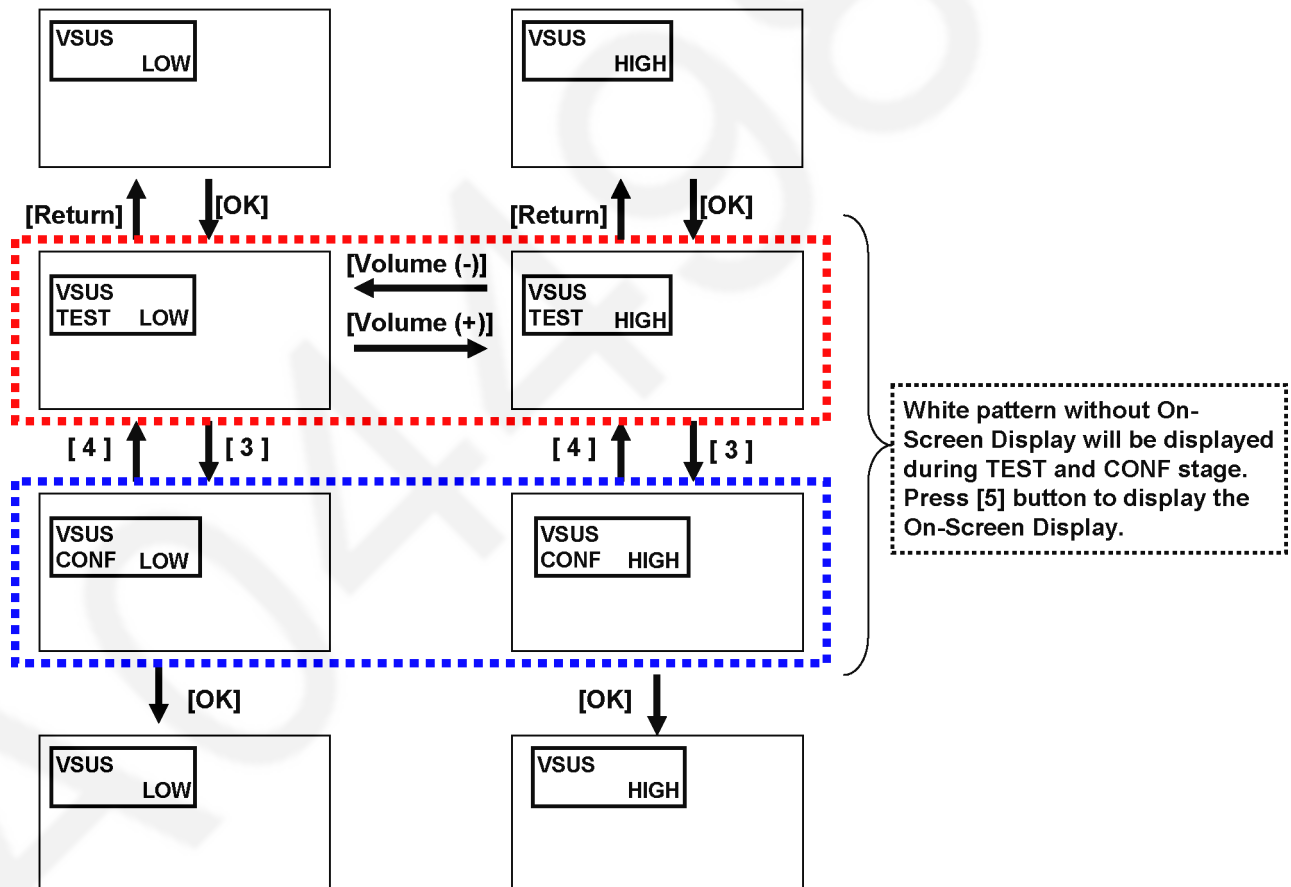 VSUS
LOW
VSUS
HIGH
[Return]
[OK]
[Return]
[OK]
VSUS
TEST LOW
[Volume (-)]
[Volume (+)]
VSUS
TEST HIGH
White pattern without On-
Screen Display will be displayed
during TEST and CONF stage.
Press [5] button to display the
On-Screen Display.
[ 4 ]
[ 3 ]
[ 4 ]
[ 3 ]
VSUS
CONF LOW
VSUS
CONF HIGH
[OK]
[OK]
VSUS
LOW
VSUS
HIGH